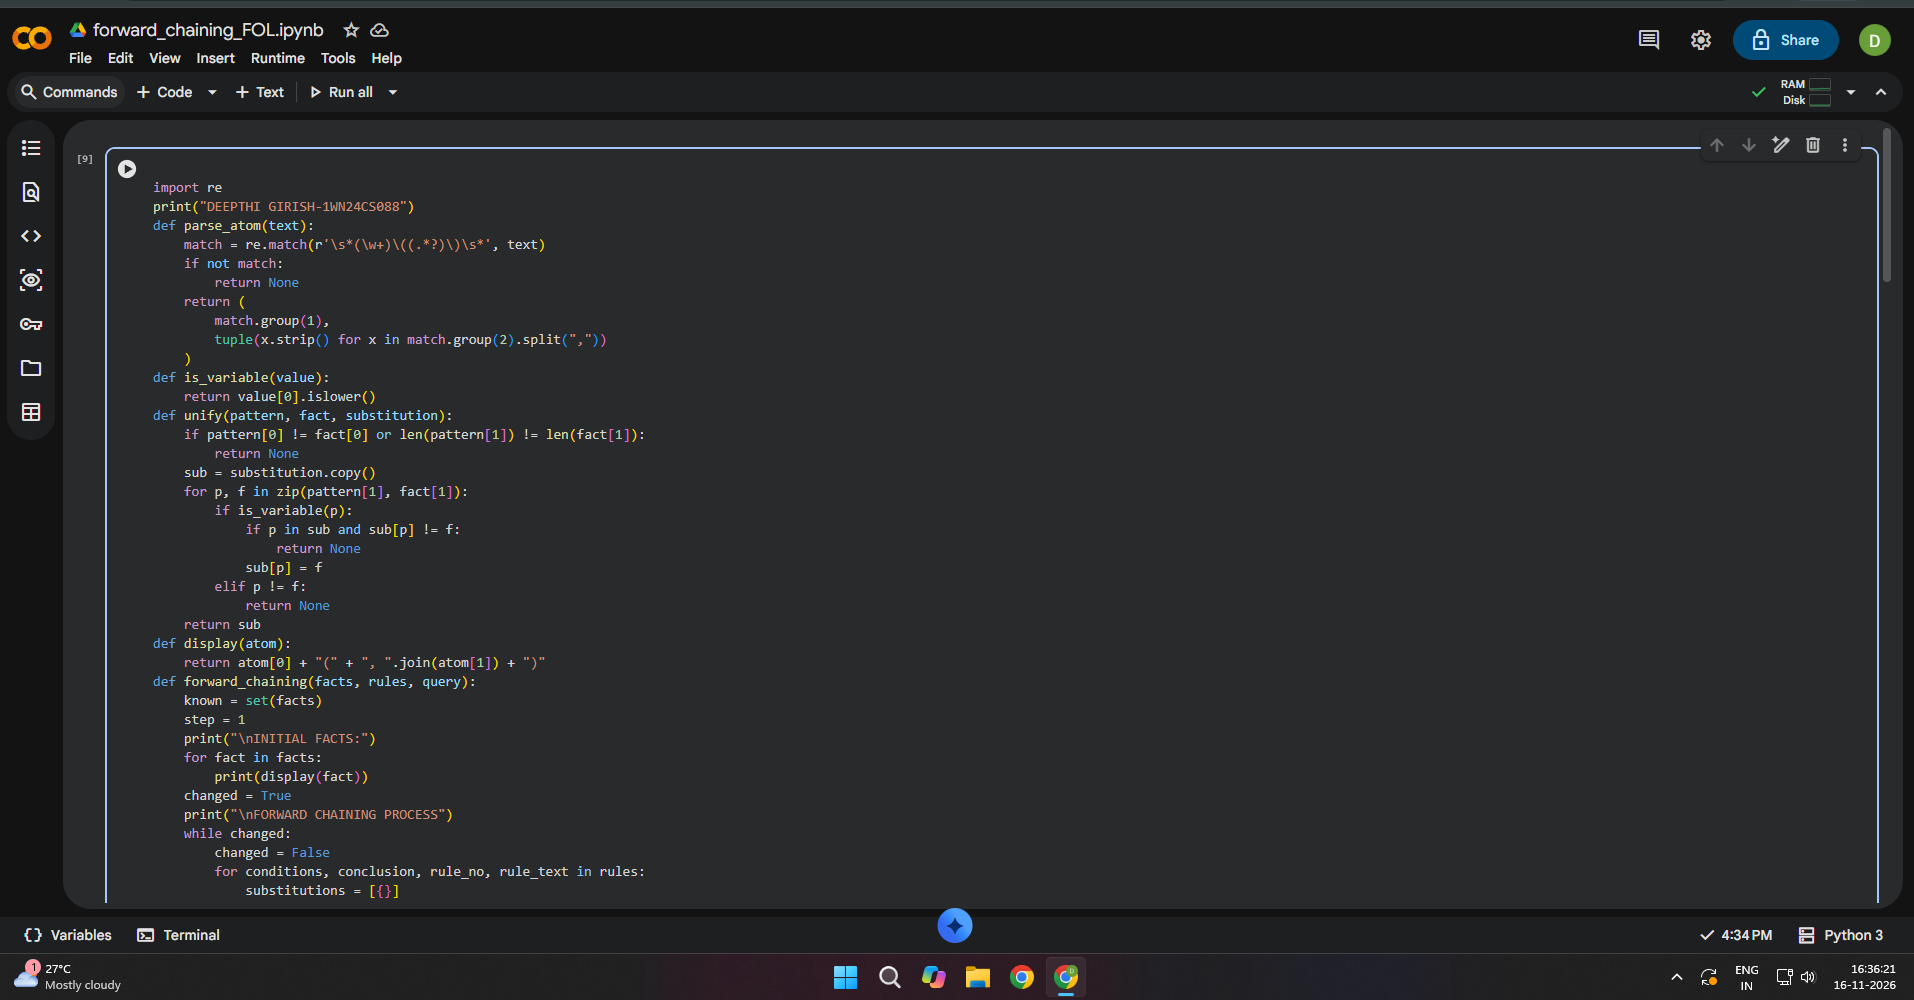 forward_chaining_FOL.ipynb
File Edit View Insert Runtime Tools Help
Share
D
Commands + Code + Text Run all
RAM
Disk
[9]
import re
print("DEEPTHI GIRISH-1WN24CS088")
def parse_atom(text):
    match = re.match(r'\s*(\w+)\((.*?)\)\s*', text)
    if not match:
        return None
    return (
        match.group(1),
        tuple(x.strip() for x in match.group(2).split(","))
    )
def is_variable(value):
    return value[0].islower()
def unify(pattern, fact, substitution):
    if pattern[0] != fact[0] or len(pattern[1]) != len(fact[1]):
        return None
    sub = substitution.copy()
    for p, f in zip(pattern[1], fact[1]):
        if is_variable(p):
            if p in sub and sub[p] != f:
                return None
            sub[p] = f
        elif p != f:
            return None
    return sub
def display(atom):
    return atom[0] + "(" + ", ".join(atom[1]) + ")"
def forward_chaining(facts, rules, query):
    known = set(facts)
    step = 1
    print("\nINITIAL FACTS:")
    for fact in facts:
        print(display(fact))
    changed = True
    print("\nFORWARD CHAINING PROCESS")
    while changed:
        changed = False
        for conditions, conclusion, rule_no, rule_text in rules:
            substitutions = [{}]
{} Variables Terminal
4:34 PM Python 3
1
27°C
Mostly cloudy
ENG
IN
16:36:21
16-11-2026